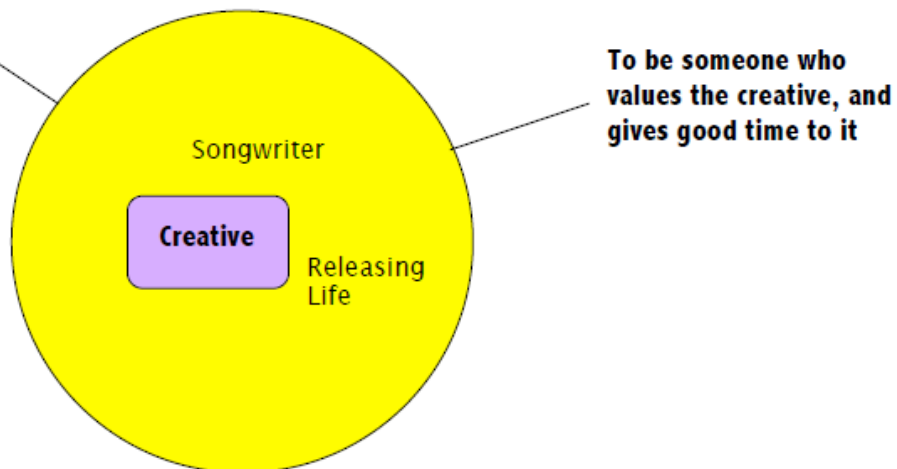 To be someone who
values the creative, and
gives good time to it
Songwriter
Creative
Releasing
Life